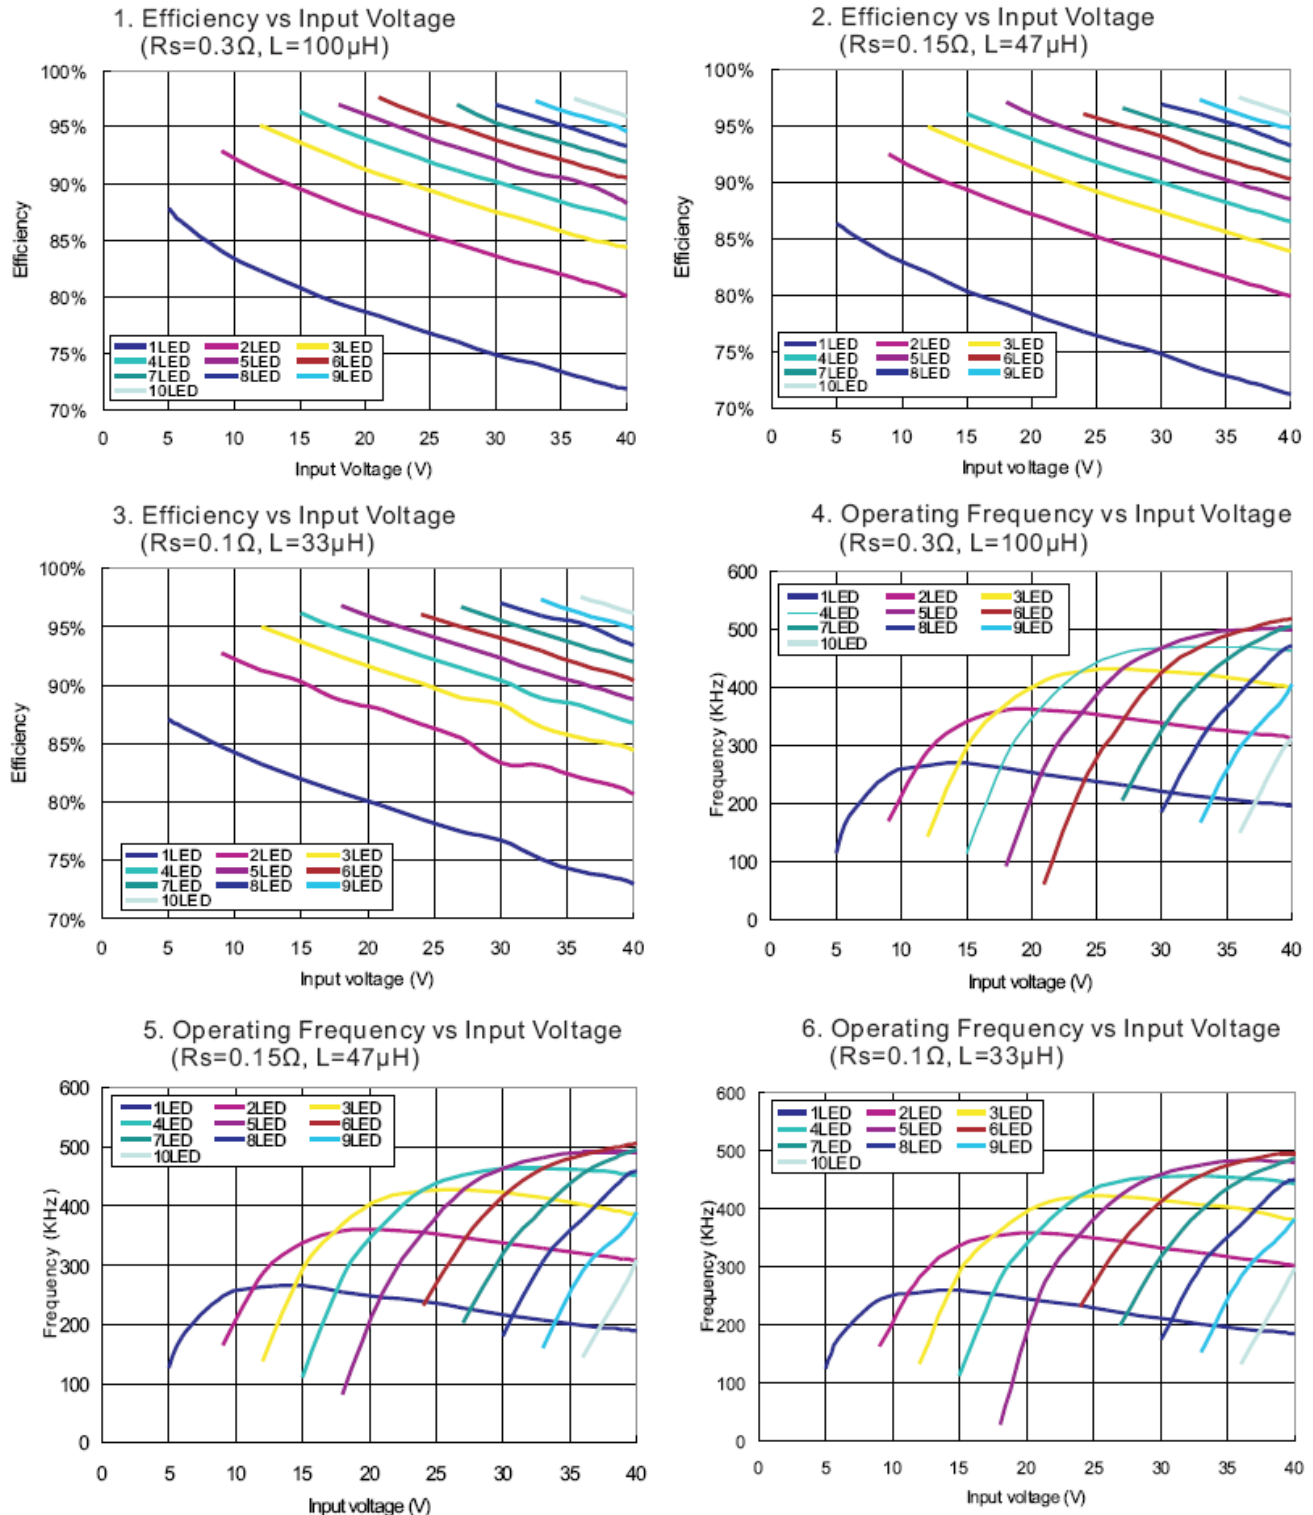 1. Efficiency vs Input Voltage
(Rs=0.3Ω, L=100µH)
100%
95%
90%
85%
80%
75%
70%
Efficiency
1LED 2LED 3LED
4LED 5LED 6LED
7LED 8LED 9LED
10LED
0 5 10 15 20 25 30 35 40
Input Voltage (V)
2. Efficiency vs Input Voltage
(Rs=0.15Ω, L=47µH)
100%
95%
90%
85%
80%
75%
70%
Efficiency
1LED 2LED 3LED
4LED 5LED 6LED
7LED 8LED 9LED
10LED
0 5 10 15 20 25 30 35 40
Input voltage (V)
3. Efficiency vs Input Voltage
(Rs=0.1Ω, L=33µH)
100%
95%
90%
85%
80%
75%
70%
Efficiency
1LED 2LED 3LED
4LED 5LED 6LED
7LED 8LED 9LED
10LED
0 5 10 15 20 25 30 35 40
Input voltage (V)
4. Operating Frequency vs Input Voltage
(Rs=0.3Ω, L=100µH)
600
500
400
300
200
100
0
Frequency (KHz)
1LED 2LED 3LED
4LED 5LED 6LED
7LED 8LED 9LED
10LED
0 5 10 15 20 25 30 35 40
Input voltage (V)
5. Operating Frequency vs Input Voltage
(Rs=0.15Ω, L=47µH)
600
500
400
300
200
100
0
Frequency (KHz)
1LED 2LED 3LED
4LED 5LED 6LED
7LED 8LED 9LED
10LED
0 5 10 15 20 25 30 35 40
Input voltage (V)
6. Operating Frequency vs Input Voltage
(Rs=0.1Ω, L=33µH)
600
500
400
300
200
100
0
Frequency (KHz)
1LED 2LED 3LED
4LED 5LED 6LED
7LED 8LED 9LED
10LED
0 5 10 15 20 25 30 35 40
Input voltage (V)